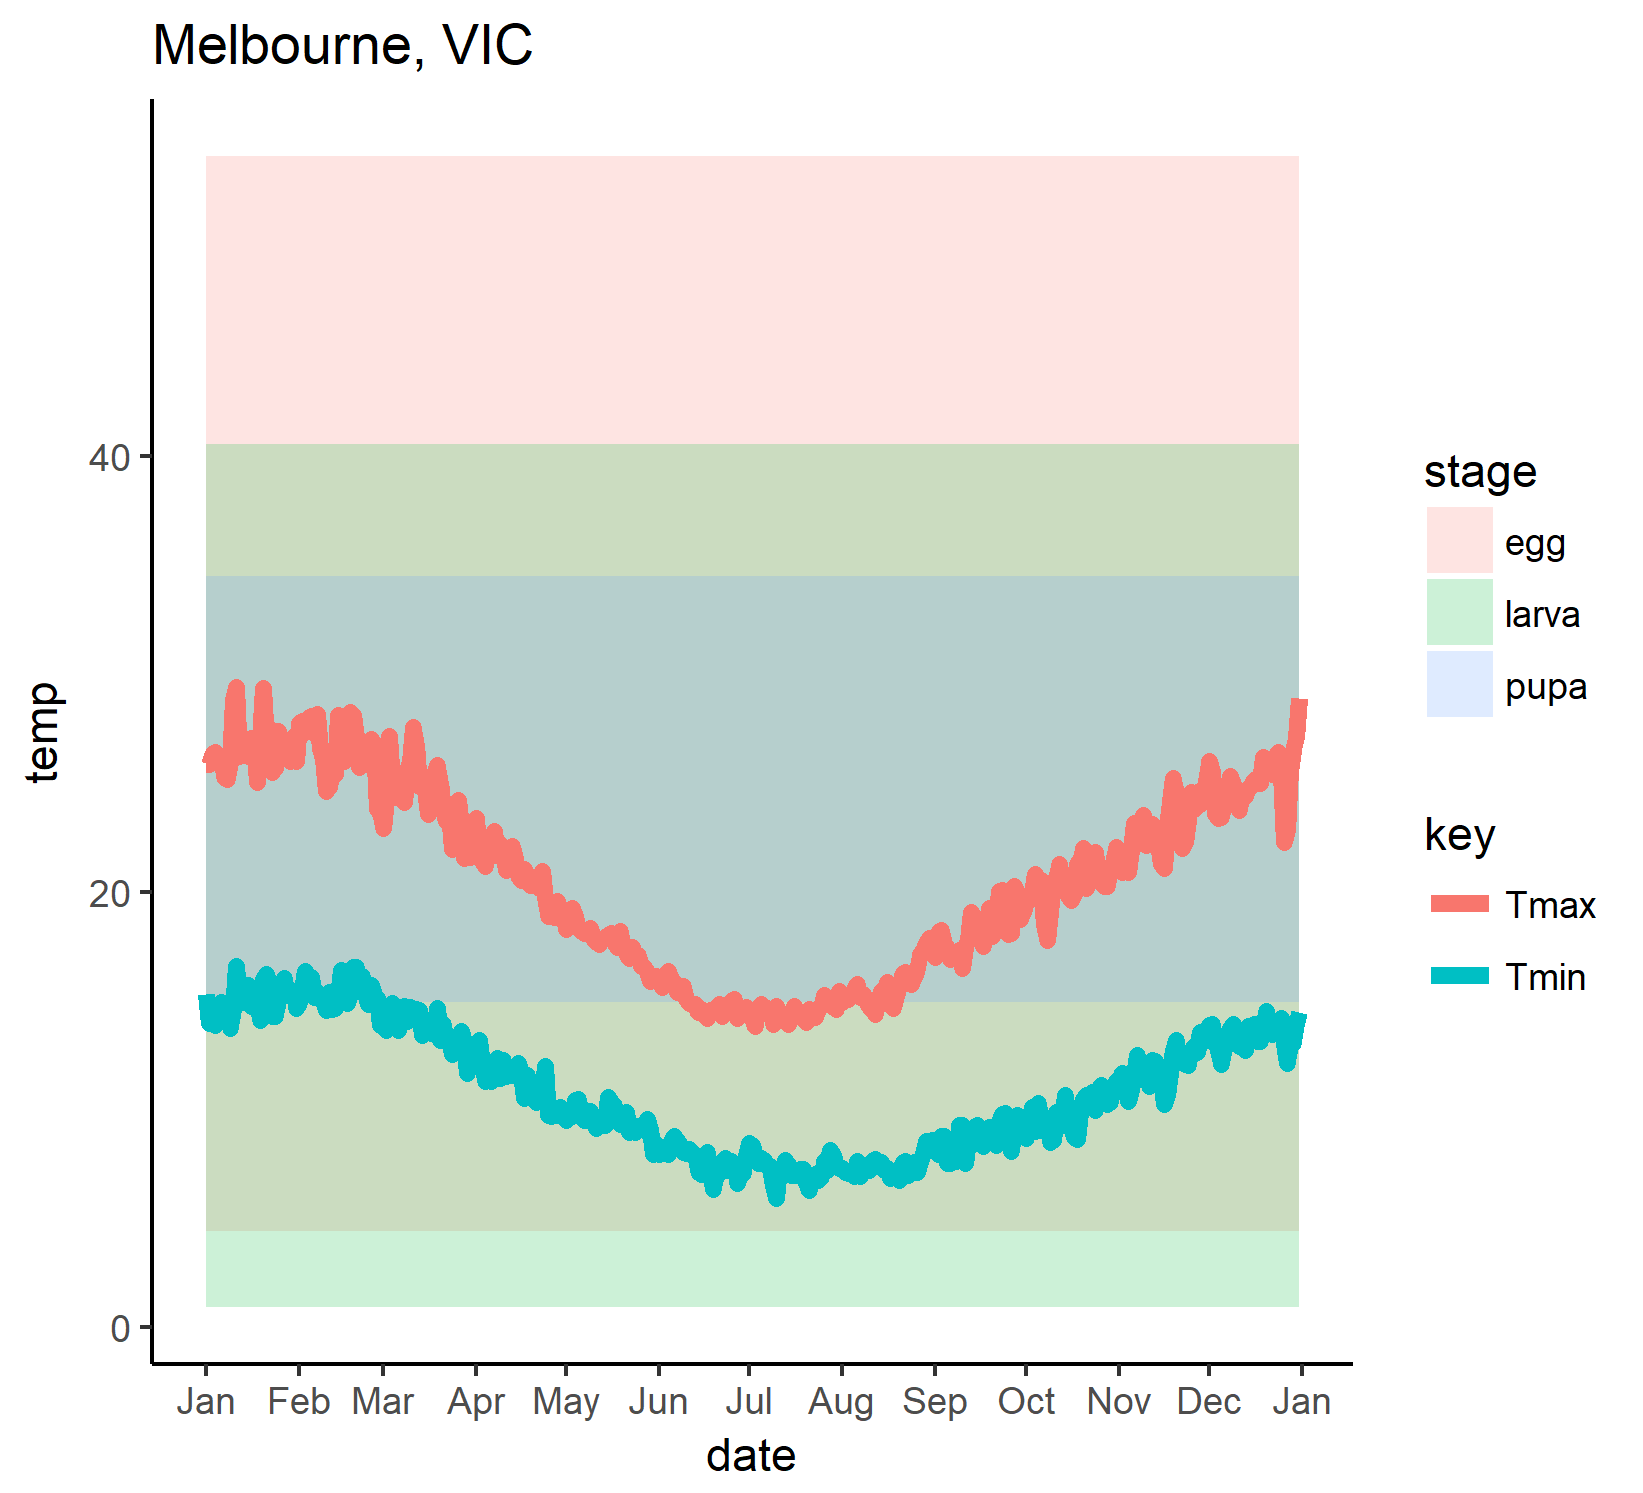 Melbourne, VIC
temp
40
20
0
Jan Feb Mar Apr May Jun Jul Aug Sep Oct Nov Dec Jan
date
stage
egg
larva
pupa
key
Tmax
Tmin